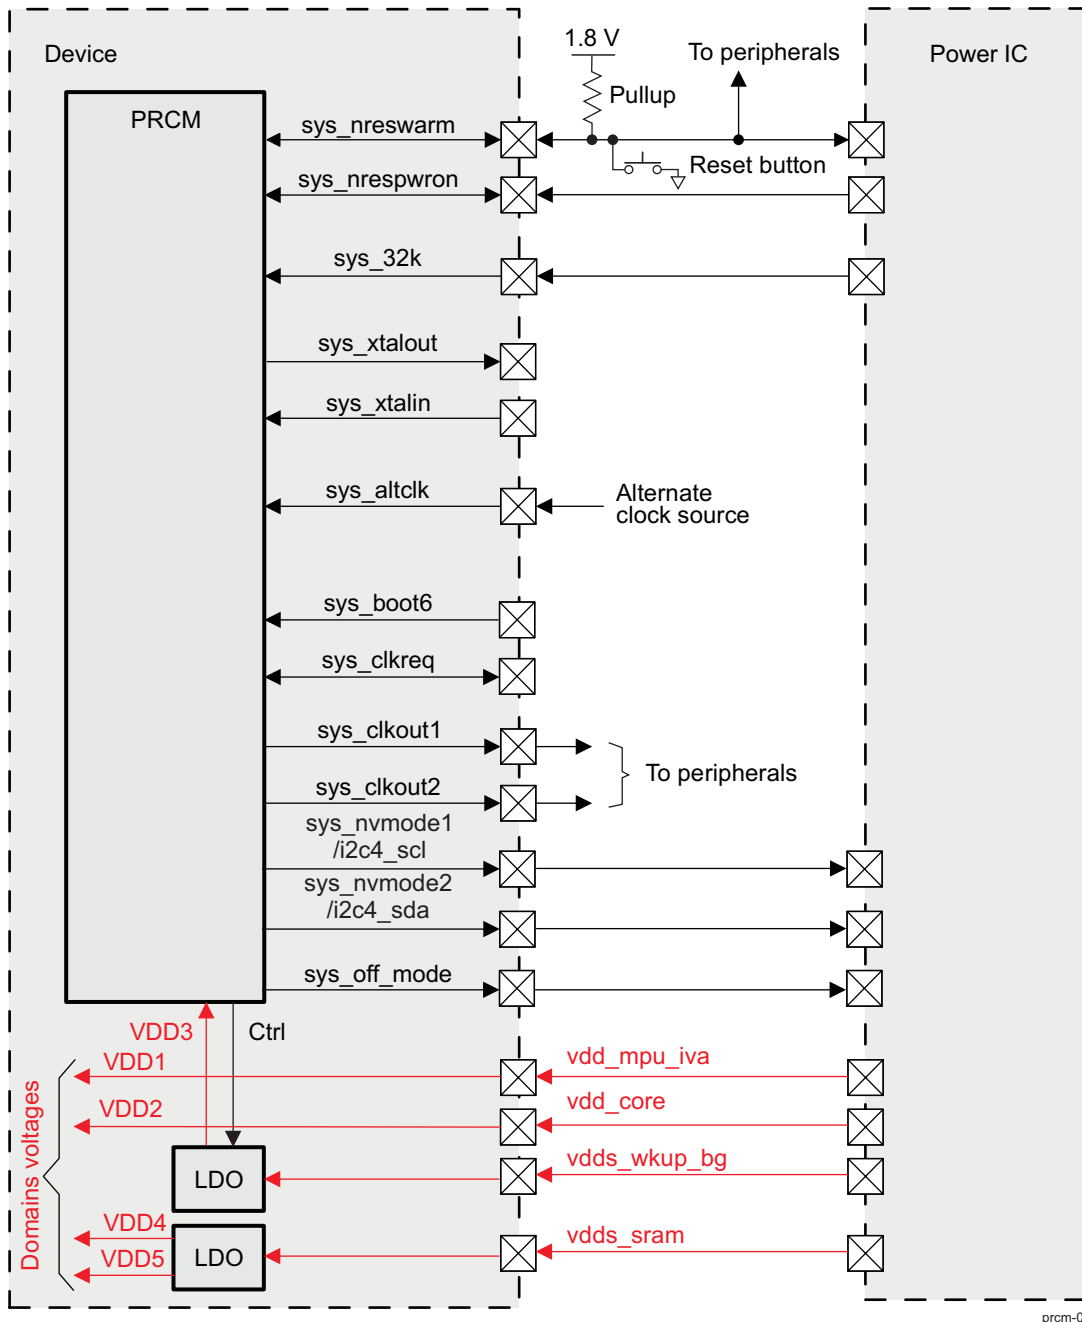 Device
1.8 V
To peripherals
Power IC
Pullup
PRCM
sys_nreswarm
Reset button
sys_nrespwron
sys_32k
sys_xtalout
sys_xtalin
sys_altclk
Alternate
clock source
sys_boot6
sys_clkreq
sys_clkout1
To peripherals
sys_clkout2
sys_nvmode1
/i2c4_scl
sys_nvmode2
/i2c4_sda
sys_off_mode
VDD3
Ctrl
VDD1
vdd_mpu_iva
VDD2
vdd_core
Domains voltages
LDO
vdds_wkup_bg
VDD4
LDO
vdds_sram
VDD5
prcm-0